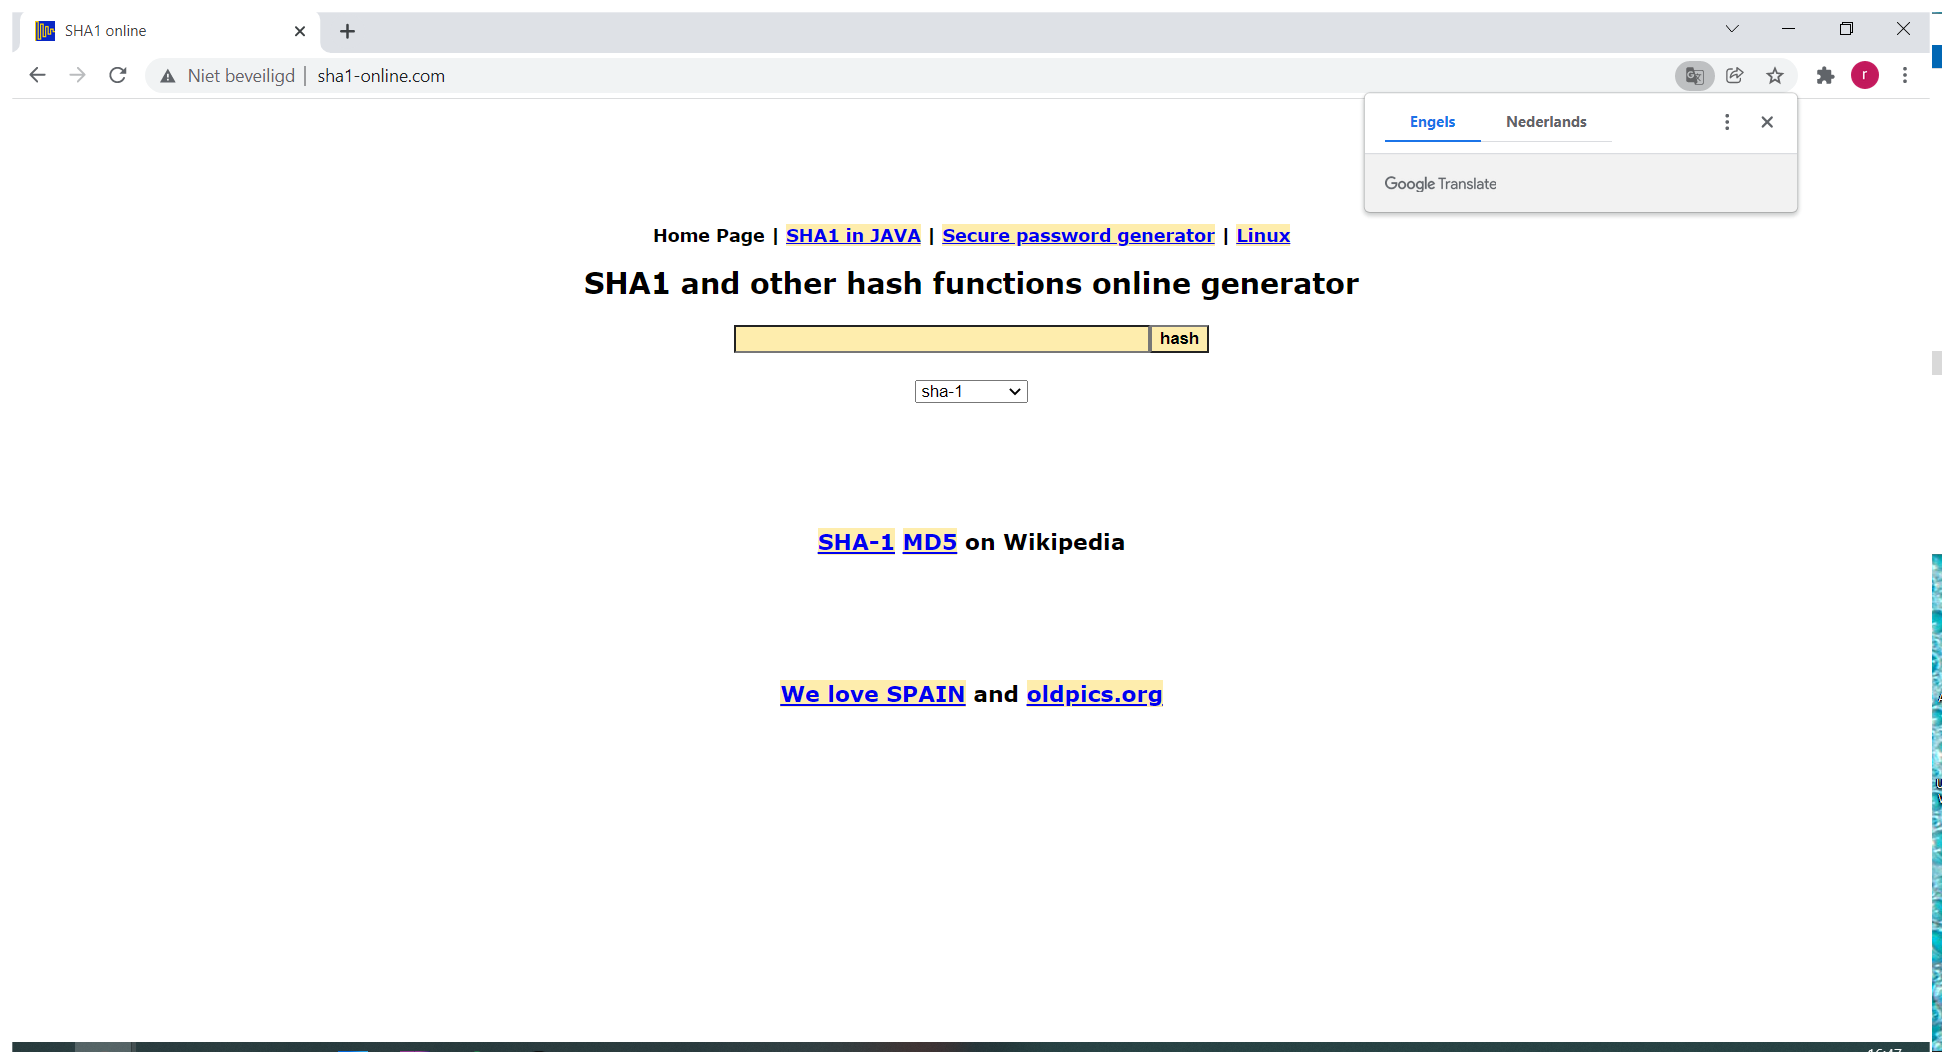 SHA1 online
Niet beveiligd | sha1-online.com
r
Engels Nederlands
Google Translate
Home Page | SHA1 in JAVA | Secure password generator | Linux
SHA1 and other hash functions online generator
hash
sha-1
SHA-1 MD5 on Wikipedia
We love SPAIN and oldpics.org